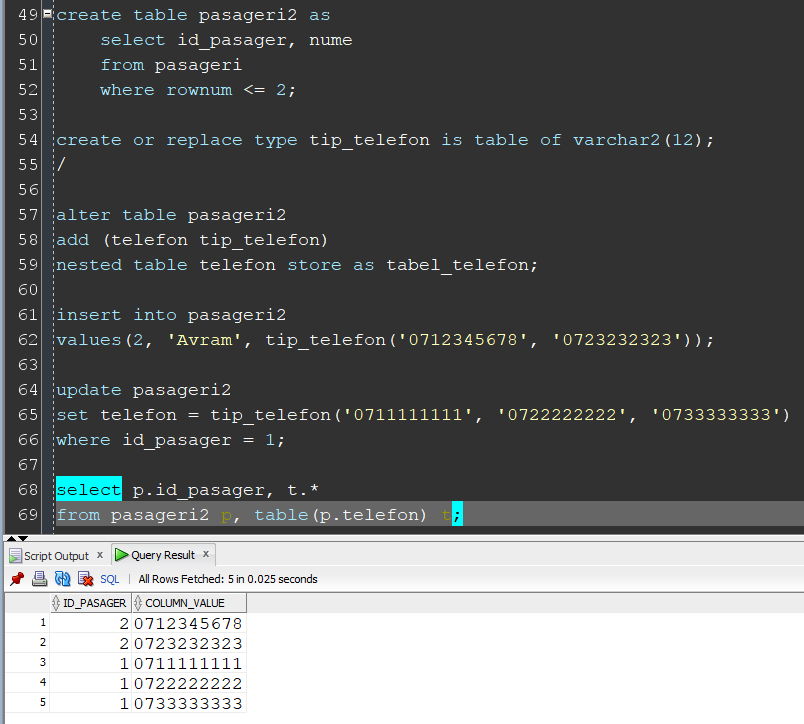 49 create table pasageri2 as
50 select id_pasager, nume
51 from pasageri
52 where rownum <= 2;
53
54 create or replace type tip_telefon is table of varchar2(12);
55 /
56
57 alter table pasageri2
58 add (telefon tip_telefon)
59 nested table telefon store as tabel_telefon;
60
61 insert into pasageri2
62 values(2, 'Avram', tip_telefon('0712345678', '0723232323'));
63
64 update pasageri2
65 set telefon = tip_telefon('0711111111', '0722222222', '0733333333')
66 where id_pasager = 1;
67
68 select p.id_pasager, t.*
69 from pasageri2 p, table(p.telefon) t;
Script Output x Query Result x
SQL | All Rows Fetched: 5 in 0.025 seconds
ID_PASAGER COLUMN_VALUE
1 2 0712345678
2 2 0723232323
3 1 0711111111
4 1 0722222222
5 1 0733333333